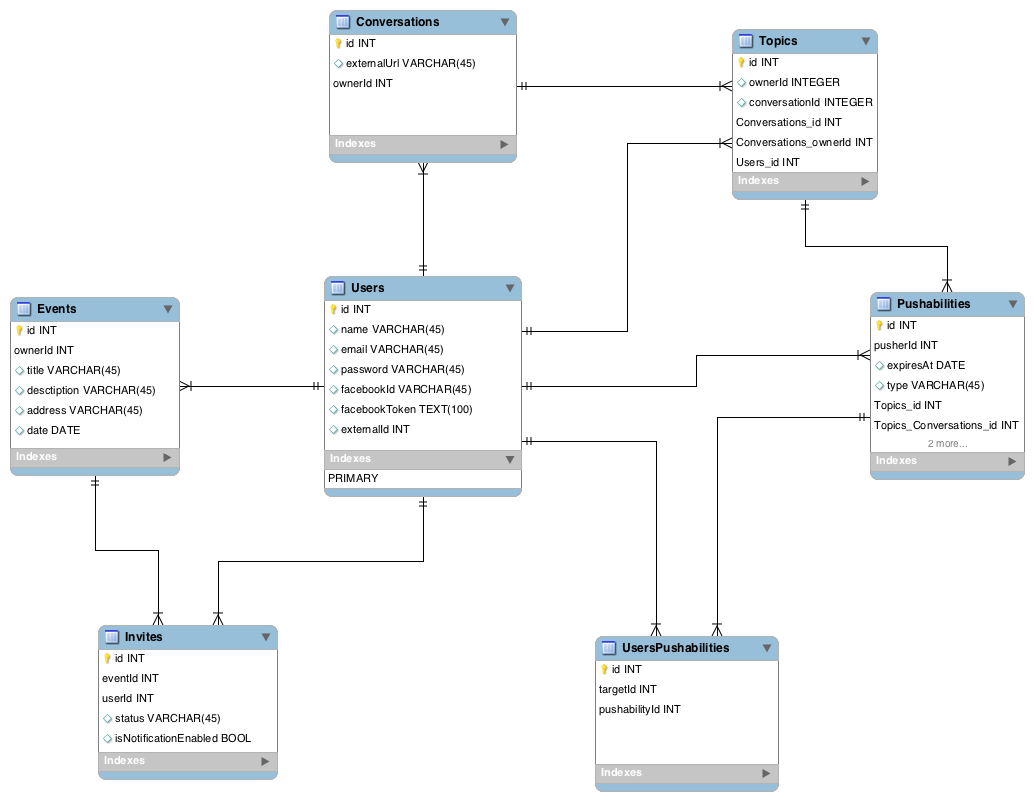 Conversations
id INT
externalUrl VARCHAR(45)
ownerId INT
Indexes
Topics
id INT
ownerId INTEGER
conversationId INTEGER
Conversations_id INT
Conversations_ownerId INT
Users_id INT
Indexes
Events
id INT
ownerId INT
title VARCHAR(45)
desctiption VARCHAR(45)
address VARCHAR(45)
date DATE
Indexes
Users
id INT
name VARCHAR(45)
email VARCHAR(45)
password VARCHAR(45)
facebookId VARCHAR(45)
facebookToken TEXT(100)
externalId INT
Indexes
PRIMARY
Pushabilities
id INT
pusherId INT
expiresAt DATE
type VARCHAR(45)
Topics_id INT
Topics_Conversations_id INT
2 more...
Indexes
Invites
id INT
eventId INT
userId INT
status VARCHAR(45)
isNotificationEnabled BOOL
Indexes
UsersPushabilities
id INT
targetId INT
pushabilityId INT
Indexes